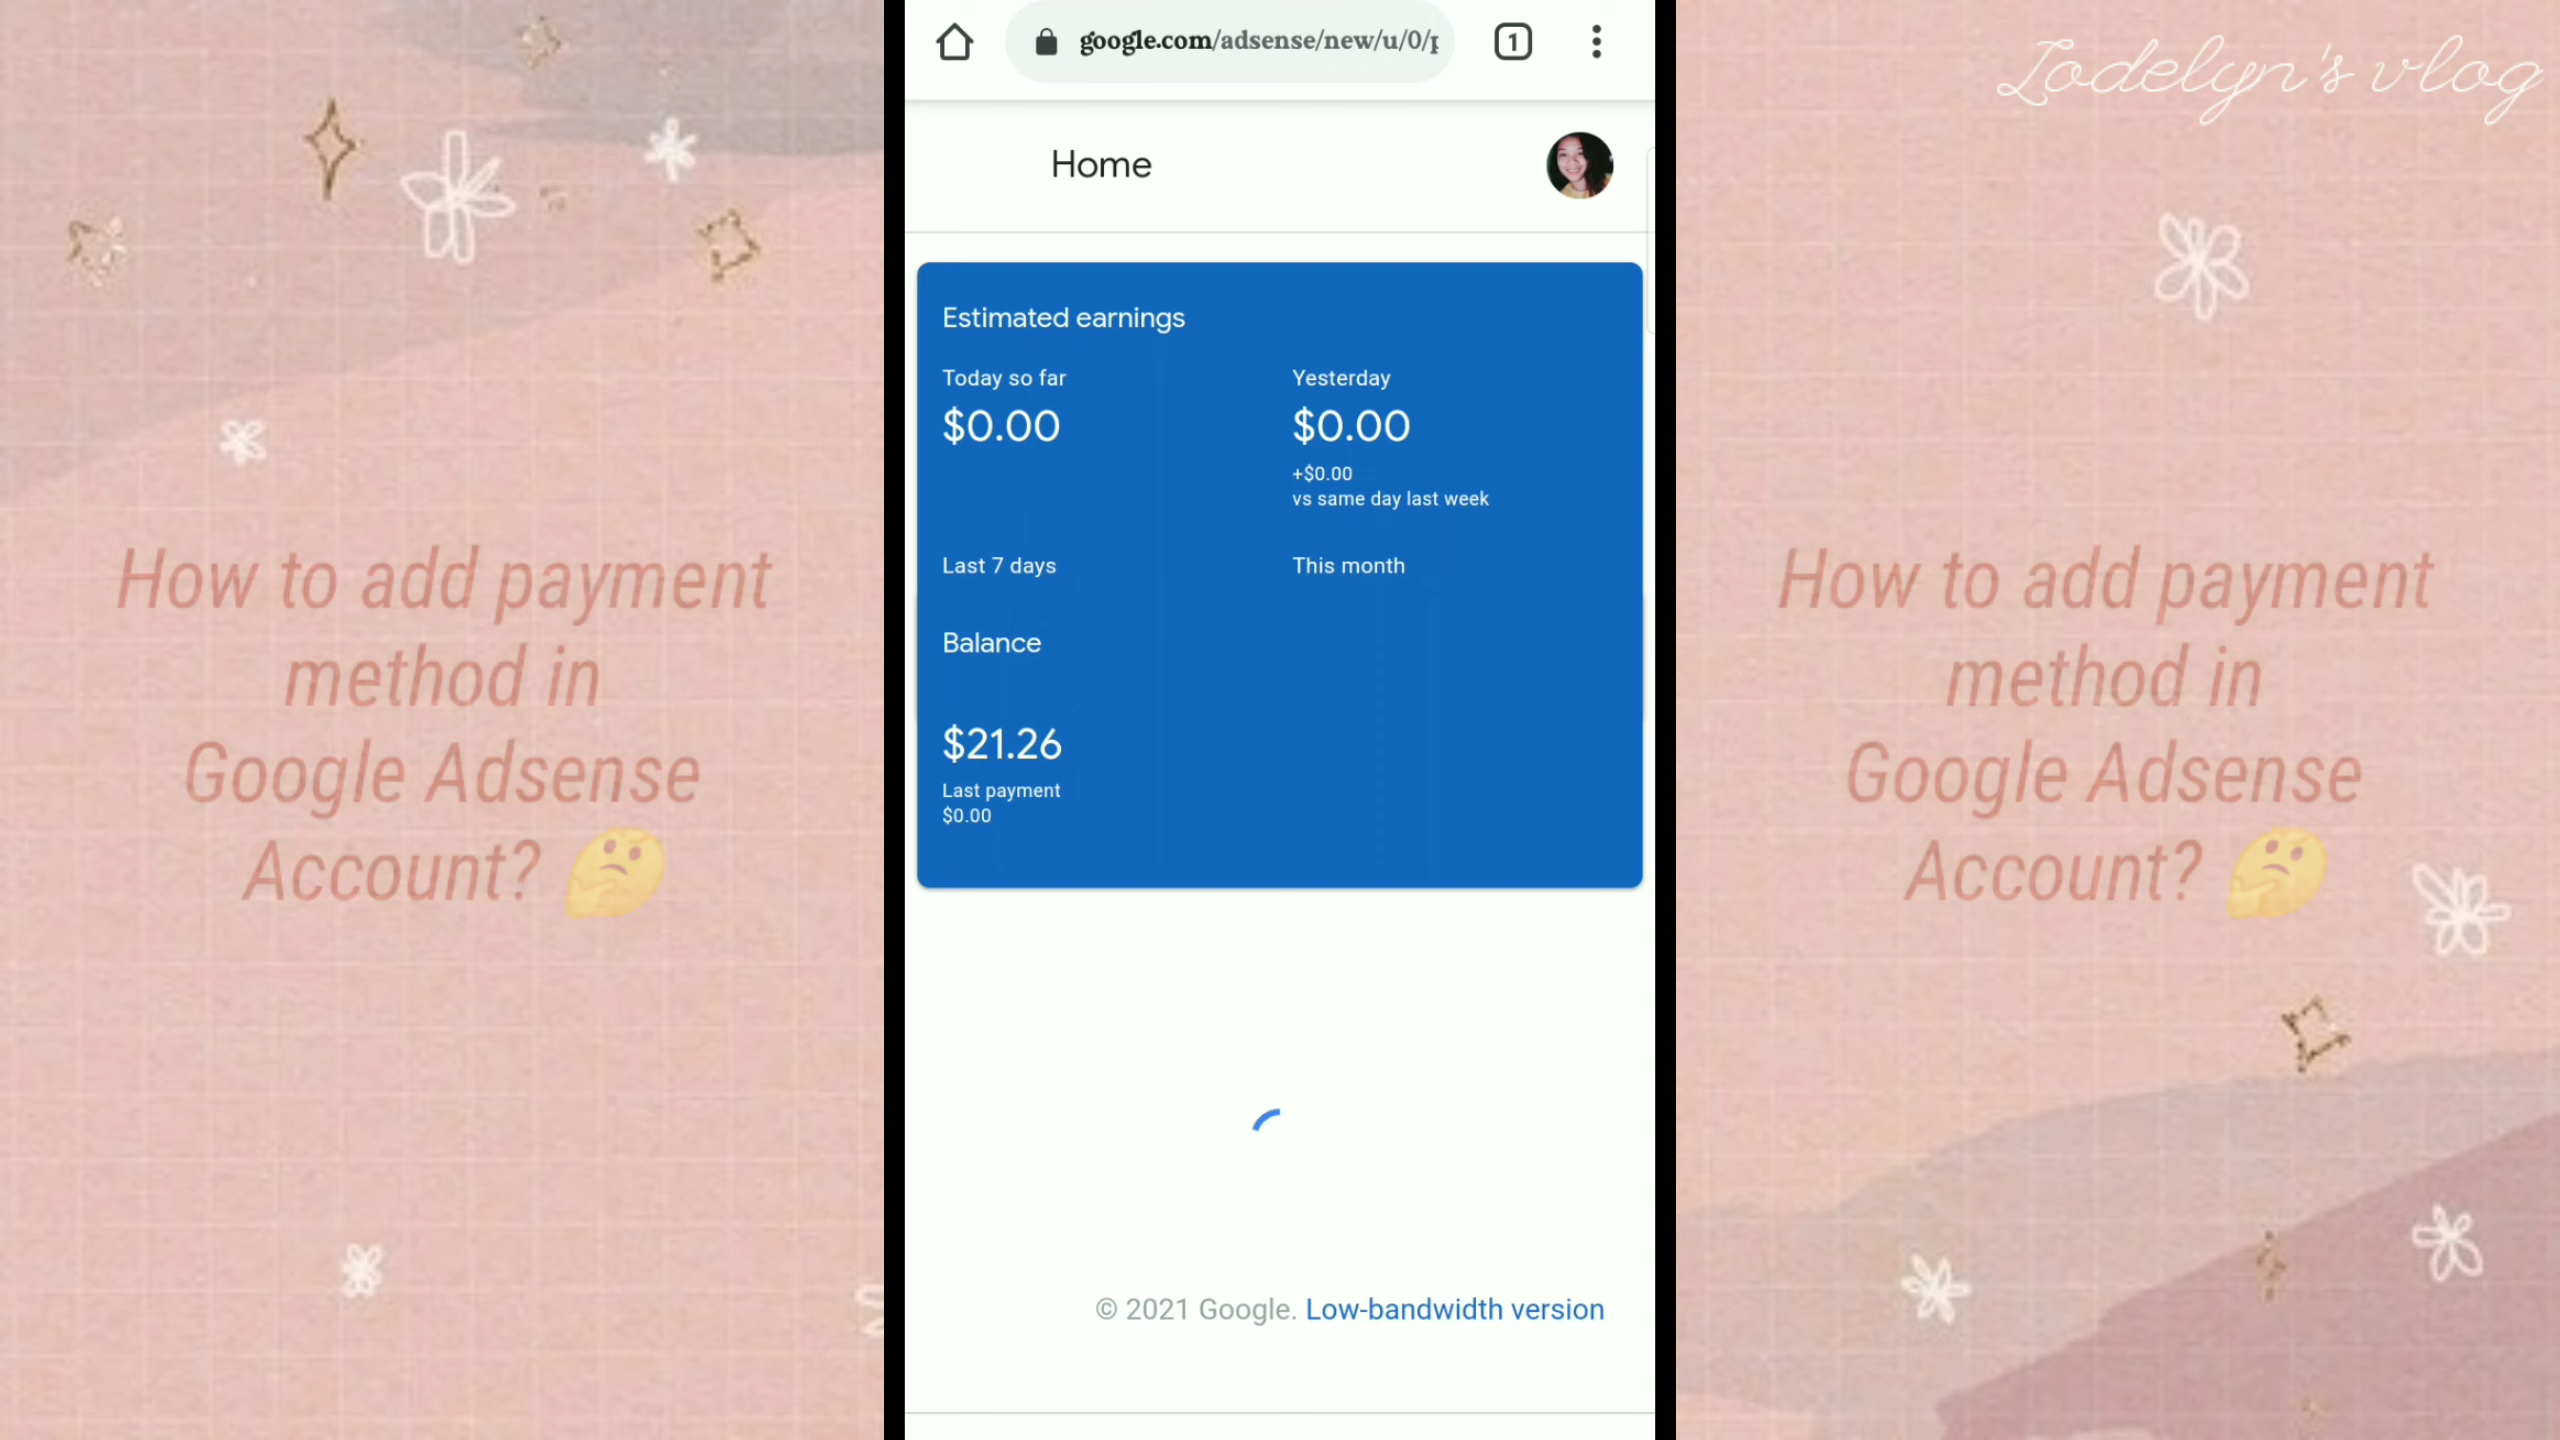 Lodelyn's vlog
1
google.com/adsense/new/u/0/p
Home
Estimated earnings
Today so far
$0.00
Yesterday
$0.00
+$0.00
vs same day last week
Last 7 days
This month
Balance
$21.26
Last payment
$0.00
© 2021 Google. Low-bandwidth version
How to add payment
method in
Google Adsense
Account? 🤔
How to add payment
method in
Google Adsense
Account? 🤔